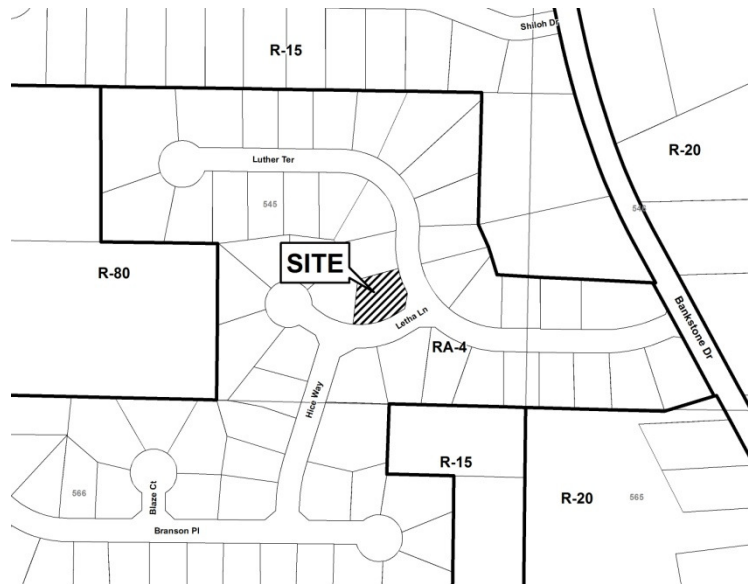 Shiloh Dr
R-15
R-20
Luther Ter
545
546
SITE
R-80
Letha Ln
Bankstone Dr
RA-4
Hice Way
R-15
566
Blaze Ct
R-20
565
Branson Pl